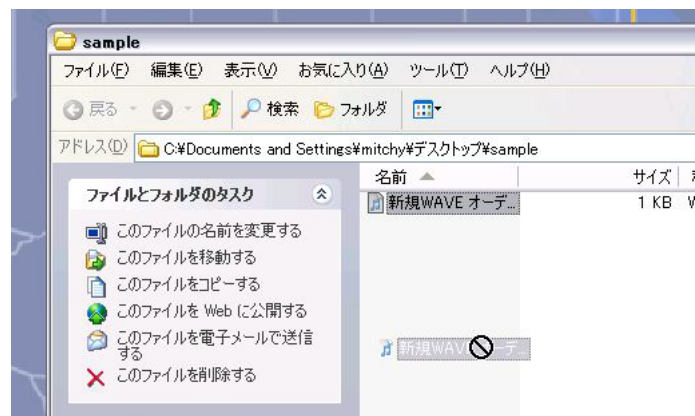 sample
ファイル(F) 編集(E) 表示(V) お気に入り(A) ツール(T) ヘルプ(H)
戻る 検索 フォルダ
アドレス(D) C:¥Documents and Settings¥mitchy¥デスクトップ¥sample
名前 サイズ
ファイルとフォルダのタスク
新規WAVE オーデ... 1 KB W
このファイルの名前を変更する
このファイルを移動する
このファイルをコピーする
このファイルを Web に公開する
このファイルを電子メールで送信
する
新規WAV オーデ...
このファイルを削除する